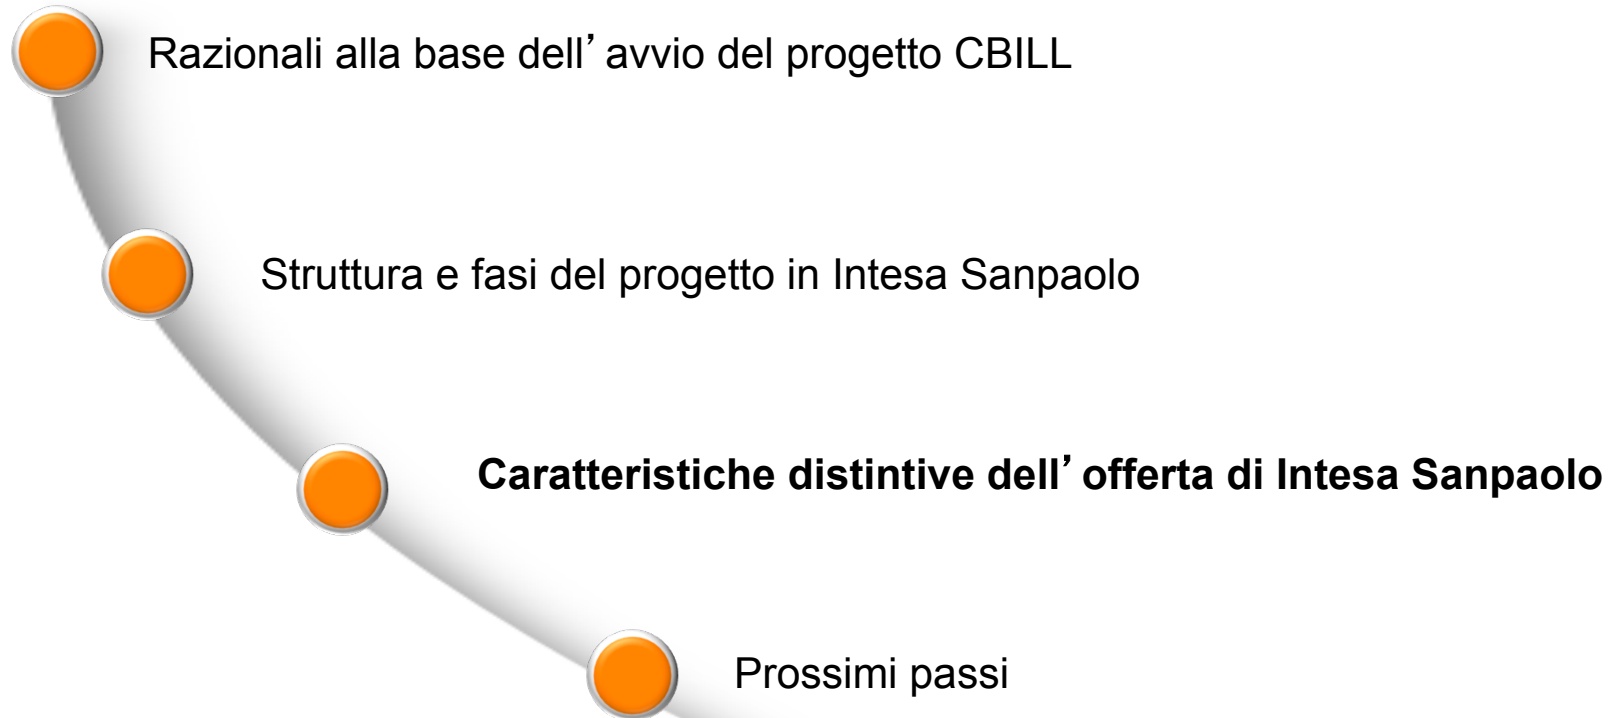 Razionali alla base dell’avvio del progetto CBILL
Struttura e fasi del progetto in Intesa Sanpaolo
Caratteristiche distintive dell’offerta di Intesa Sanpaolo
Prossimi passi